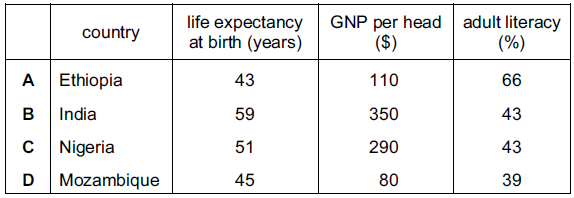 country life expectancy at birth (years) GNP per head ($) adult literacy (%)
A Ethiopia 43 110 66
B India 59 350 43
C Nigeria 51 290 43
D Mozambique 45 80 39